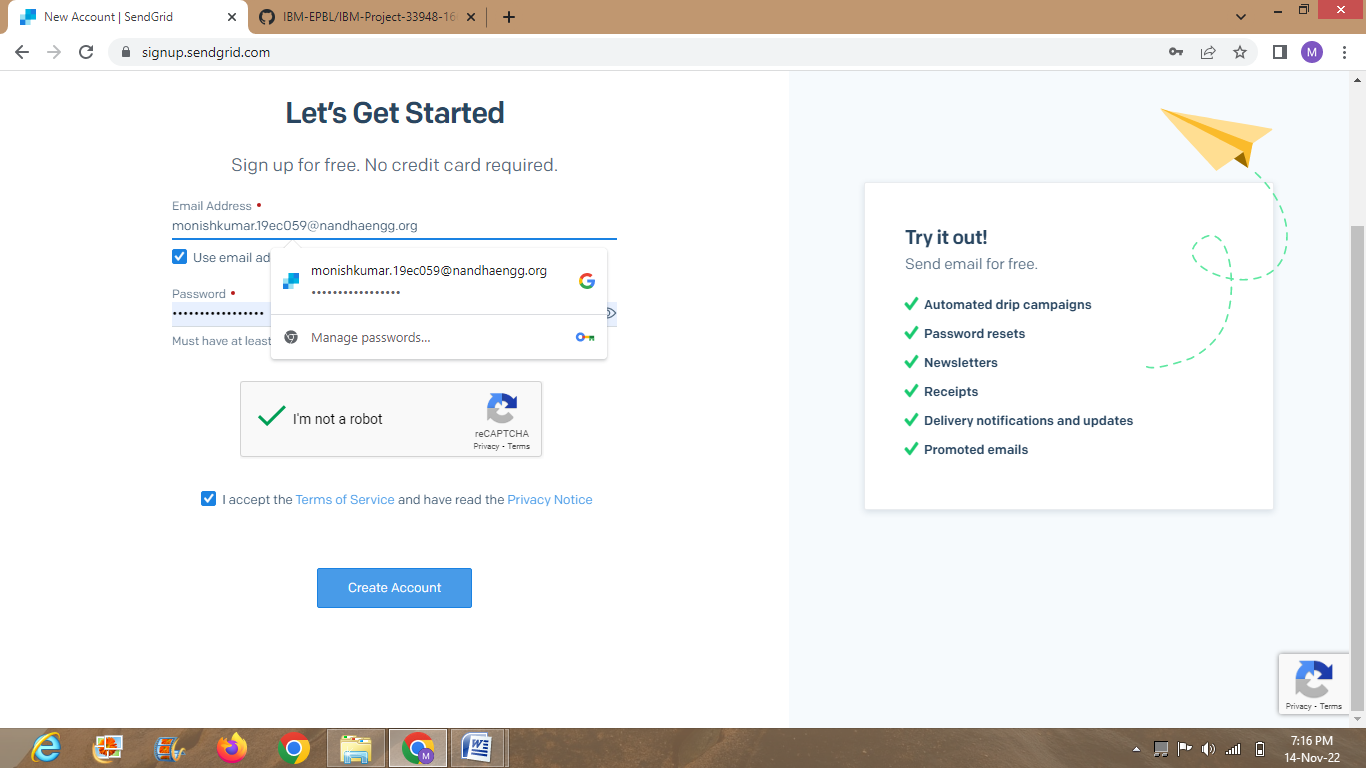 New Account | SendGrid
IBM-EPBL/IBM-Project-33948-16
signup.sendgrid.com
M
Let's Get Started
Sign up for free. No credit card required.
Email Address •
monishkumar.19ec059@nandhaengg.org
Use email ad
monishkumar.19ec059@nandhaengg.org
•••••••••••••••••
Password •
•••••••••••••••••
Manage passwords...
Must have at least
I'm not a robot
reCAPTCHA
Privacy - Terms
I accept the Terms of Service and have read the Privacy Notice
Create Account
Try it out!
Send email for free.
Automated drip campaigns
Password resets
Newsletters
Receipts
Delivery notifications and updates
Promoted emails
Privacy - Terms
M
7:16 PM
14-Nov-22